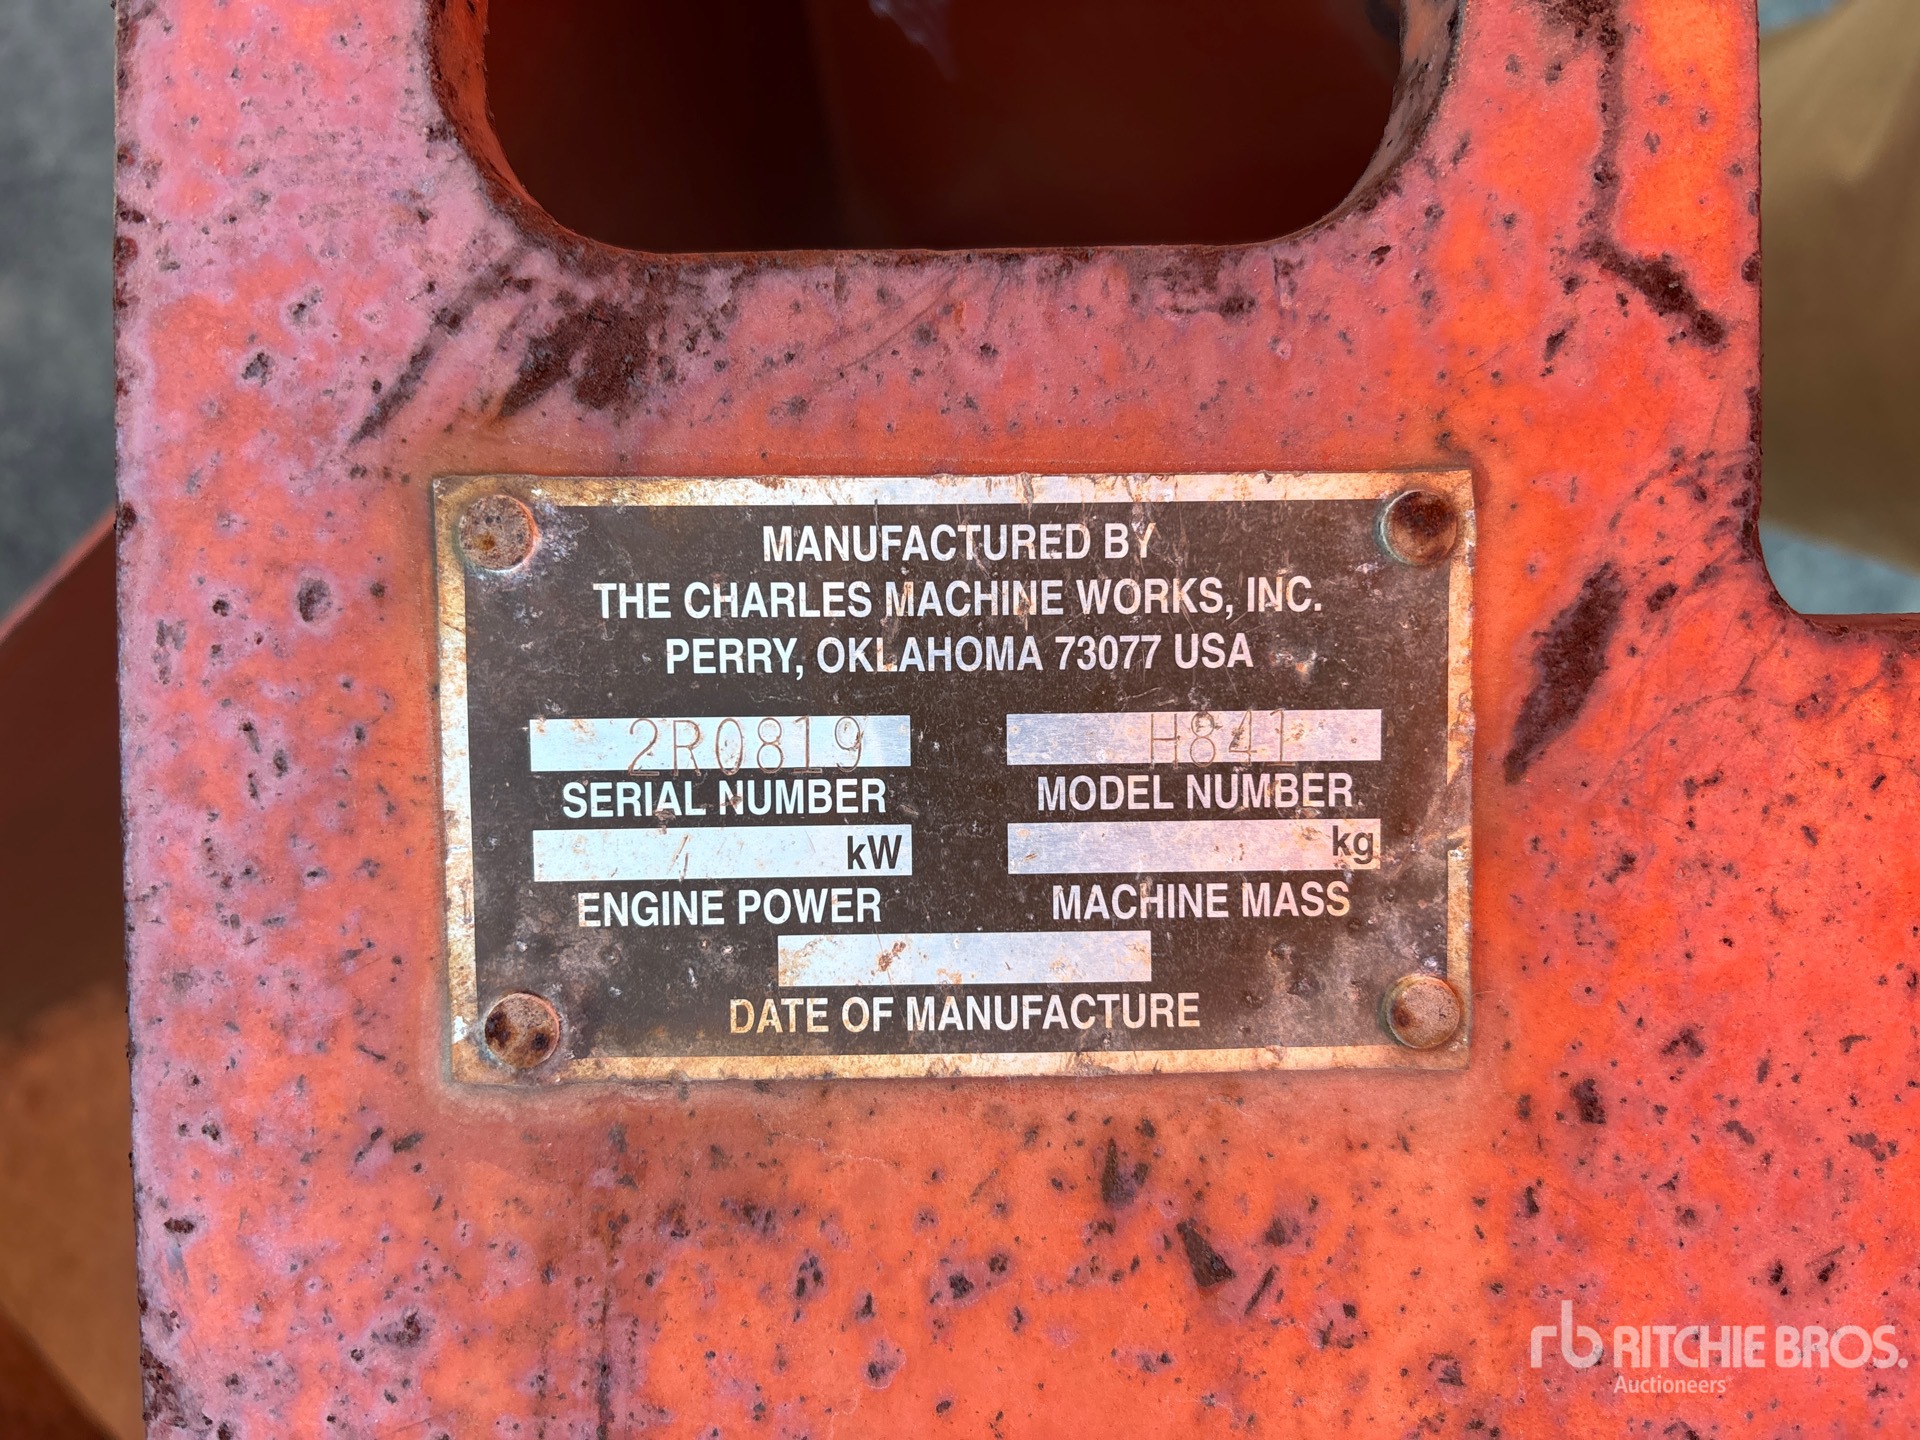 MANUFACTURED BY
THE CHARLES MACHINE WORKS, INC.
PERRY, OKLAHOMA 73077 USA
2R0819 H841
SERIAL NUMBER MODEL NUMBER
kW kg
ENGINE POWER MACHINE MASS
DATE OF MANUFACTURE
rb RITCHIE BROS.
Auctioneers